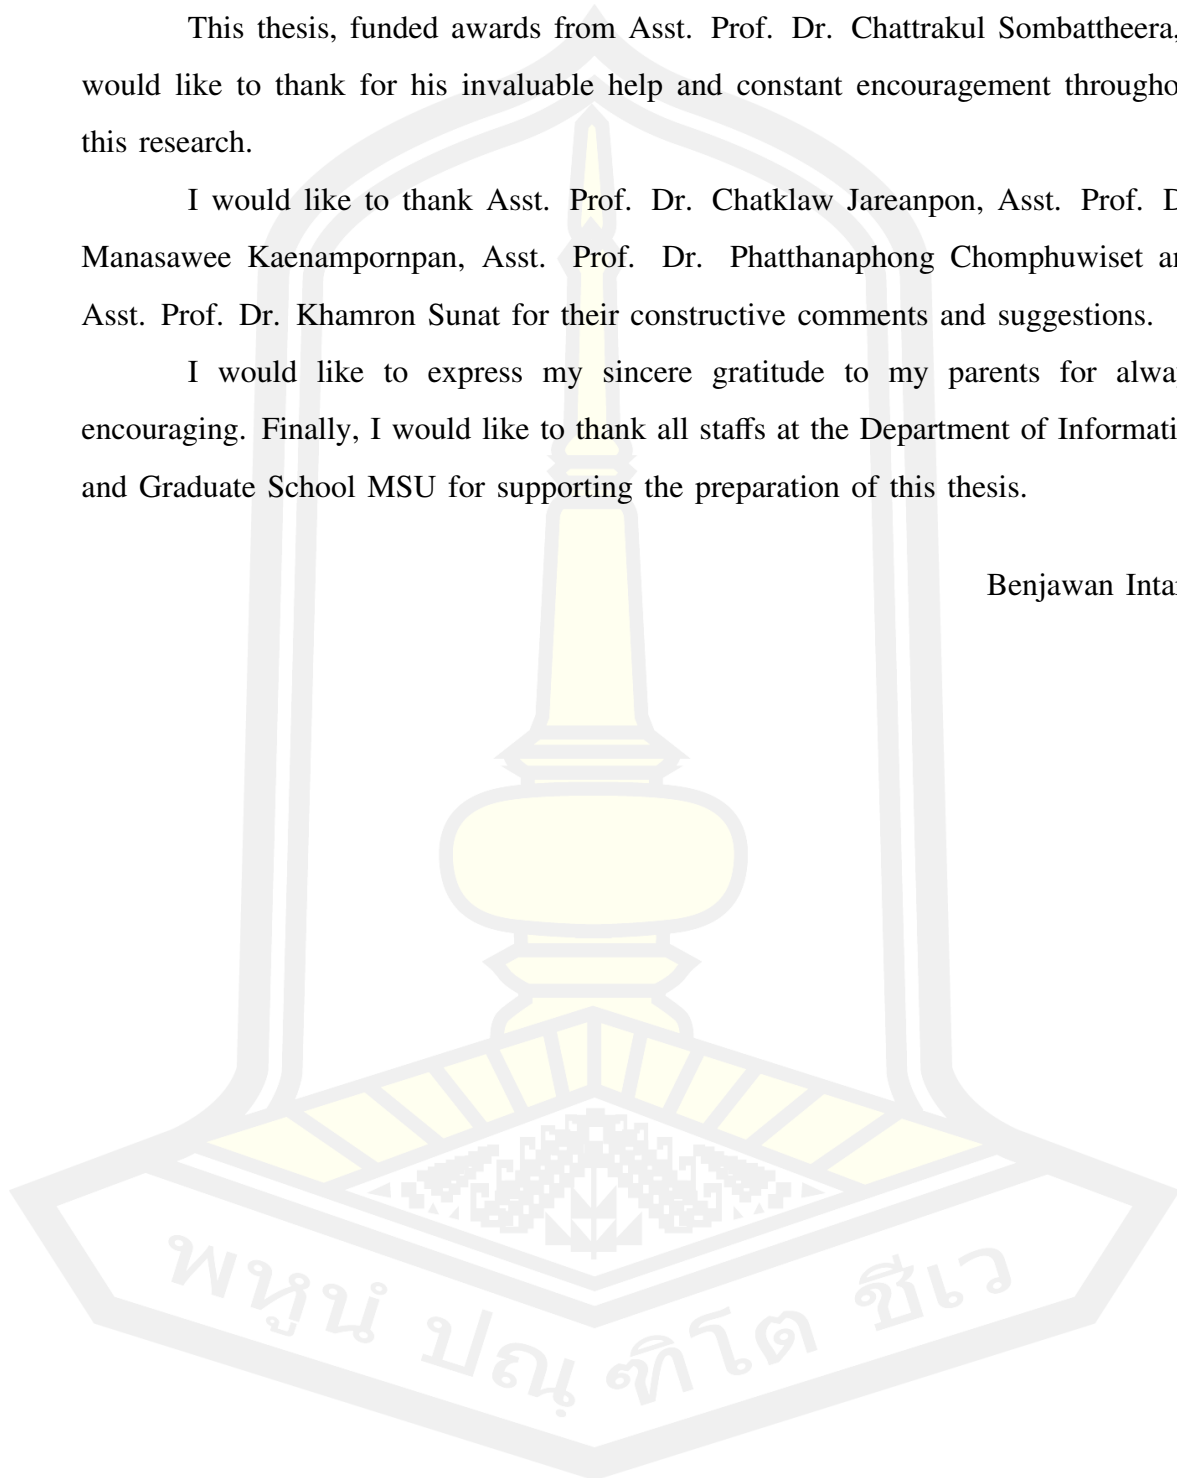 This thesis, funded awards from Asst. Prof. Dr. Chattrakul Sombattheera,
would like to thank for his invaluable help and constant encouragement througho
this research.
I would like to thank Asst. Prof. Dr. Chatklaw Jareanpon, Asst. Prof. D
Manasawee Kaenampornpan, Asst. Prof. Dr. Phatthanaphong Chomphuwiset a
Asst. Prof. Dr. Khamron Sunat for their constructive comments and suggestions.
I would like to express my sincere gratitude to my parents for alwa
encouraging. Finally, I would like to thank all staffs at the Department of Informati
and Graduate School MSU for supporting the preparation of this thesis.
Benjawan Inta
พหูนํ ปณฺ ฑิโต ชีเว